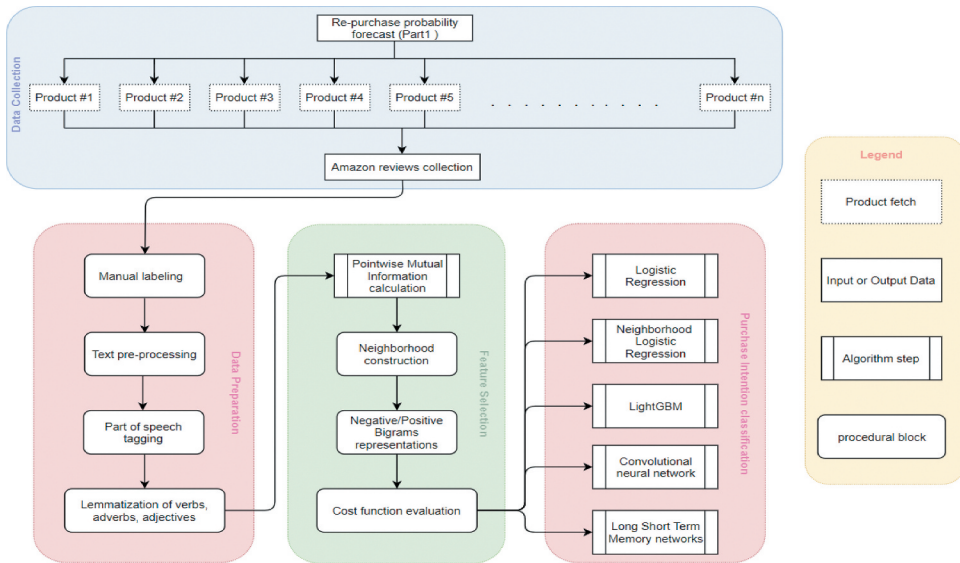 Re-purchase probability
forecast (Part1 )
Data Collection
Product #1
Product #2
Product #3
Product #4
Product #5
. . . . . . . . . . .
Product #n
Amazon reviews collection
Manual labeling
Text pre-processing
Part of speech
tagging
Lemmatization of verbs,
adverbs, adjectives
Data Preparation
Pointwise Mutual
Information
calculation
Neighborhood
construction
Negative/Positive
Bigrams
representations
Cost function evaluation
Feature Selection
Logistic
Regression
Neighborhood
Logistic
Regression
LightGBM
Convolutional
neural network
Long Short Term
Memory networks
Purchase Intention classification
Legend
Product fetch
Input or Output Data
Algorithm step
procedural block